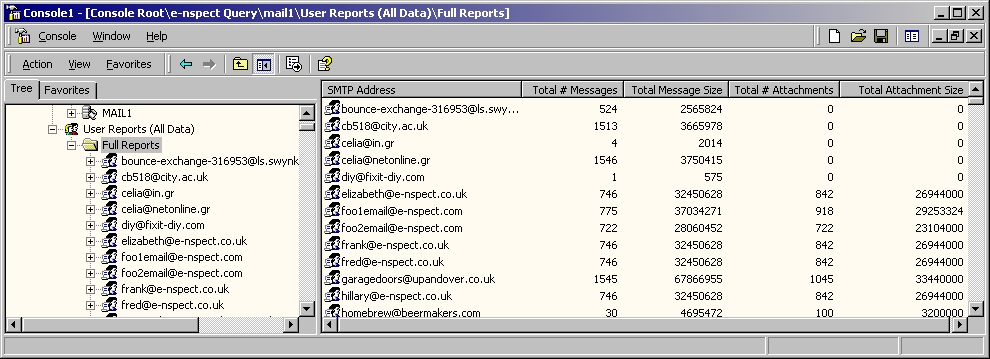 Console1 - [Console Root\e-nspect Query\mail1\User Reports (All Data)\Full Reports]
Console Window Help
Action View Favorites
Tree Favorites
MAIL1
User Reports (All Data)
Full Reports
bounce-exchange-316953@ls.swynk
cb518@city.ac.uk
celia@in.gr
celia@netonline.gr
diy@fixit-diy.com
elizabeth@e-nspect.co.uk
foo1email@e-nspect.com
foo2email@e-nspect.com
frank@e-nspect.co.uk
fred@e-nspect.co.uk
SMTP Address Total # Messages Total Message Size Total # Attachments Total Attachment Size
bounce-exchange-316953@ls.swy... 524 2565824 0 0
cb518@city.ac.uk 1513 3665978 0 0
celia@in.gr 4 2014 0 0
celia@netonline.gr 1546 3750415 0 0
diy@fixit-diy.com 1 575 0 0
elizabeth@e-nspect.co.uk 746 32450628 842 26944000
foo1email@e-nspect.com 775 37034271 918 29253324
foo2email@e-nspect.com 722 28060452 722 23104000
frank@e-nspect.co.uk 746 32450628 842 26944000
fred@e-nspect.co.uk 746 32450628 842 26944000
garagedoors@upandover.co.uk 1545 67866955 1045 33440000
hillary@e-nspect.co.uk 746 32450628 842 26944000
homebrew@beermakers.com 30 4695472 100 3200000